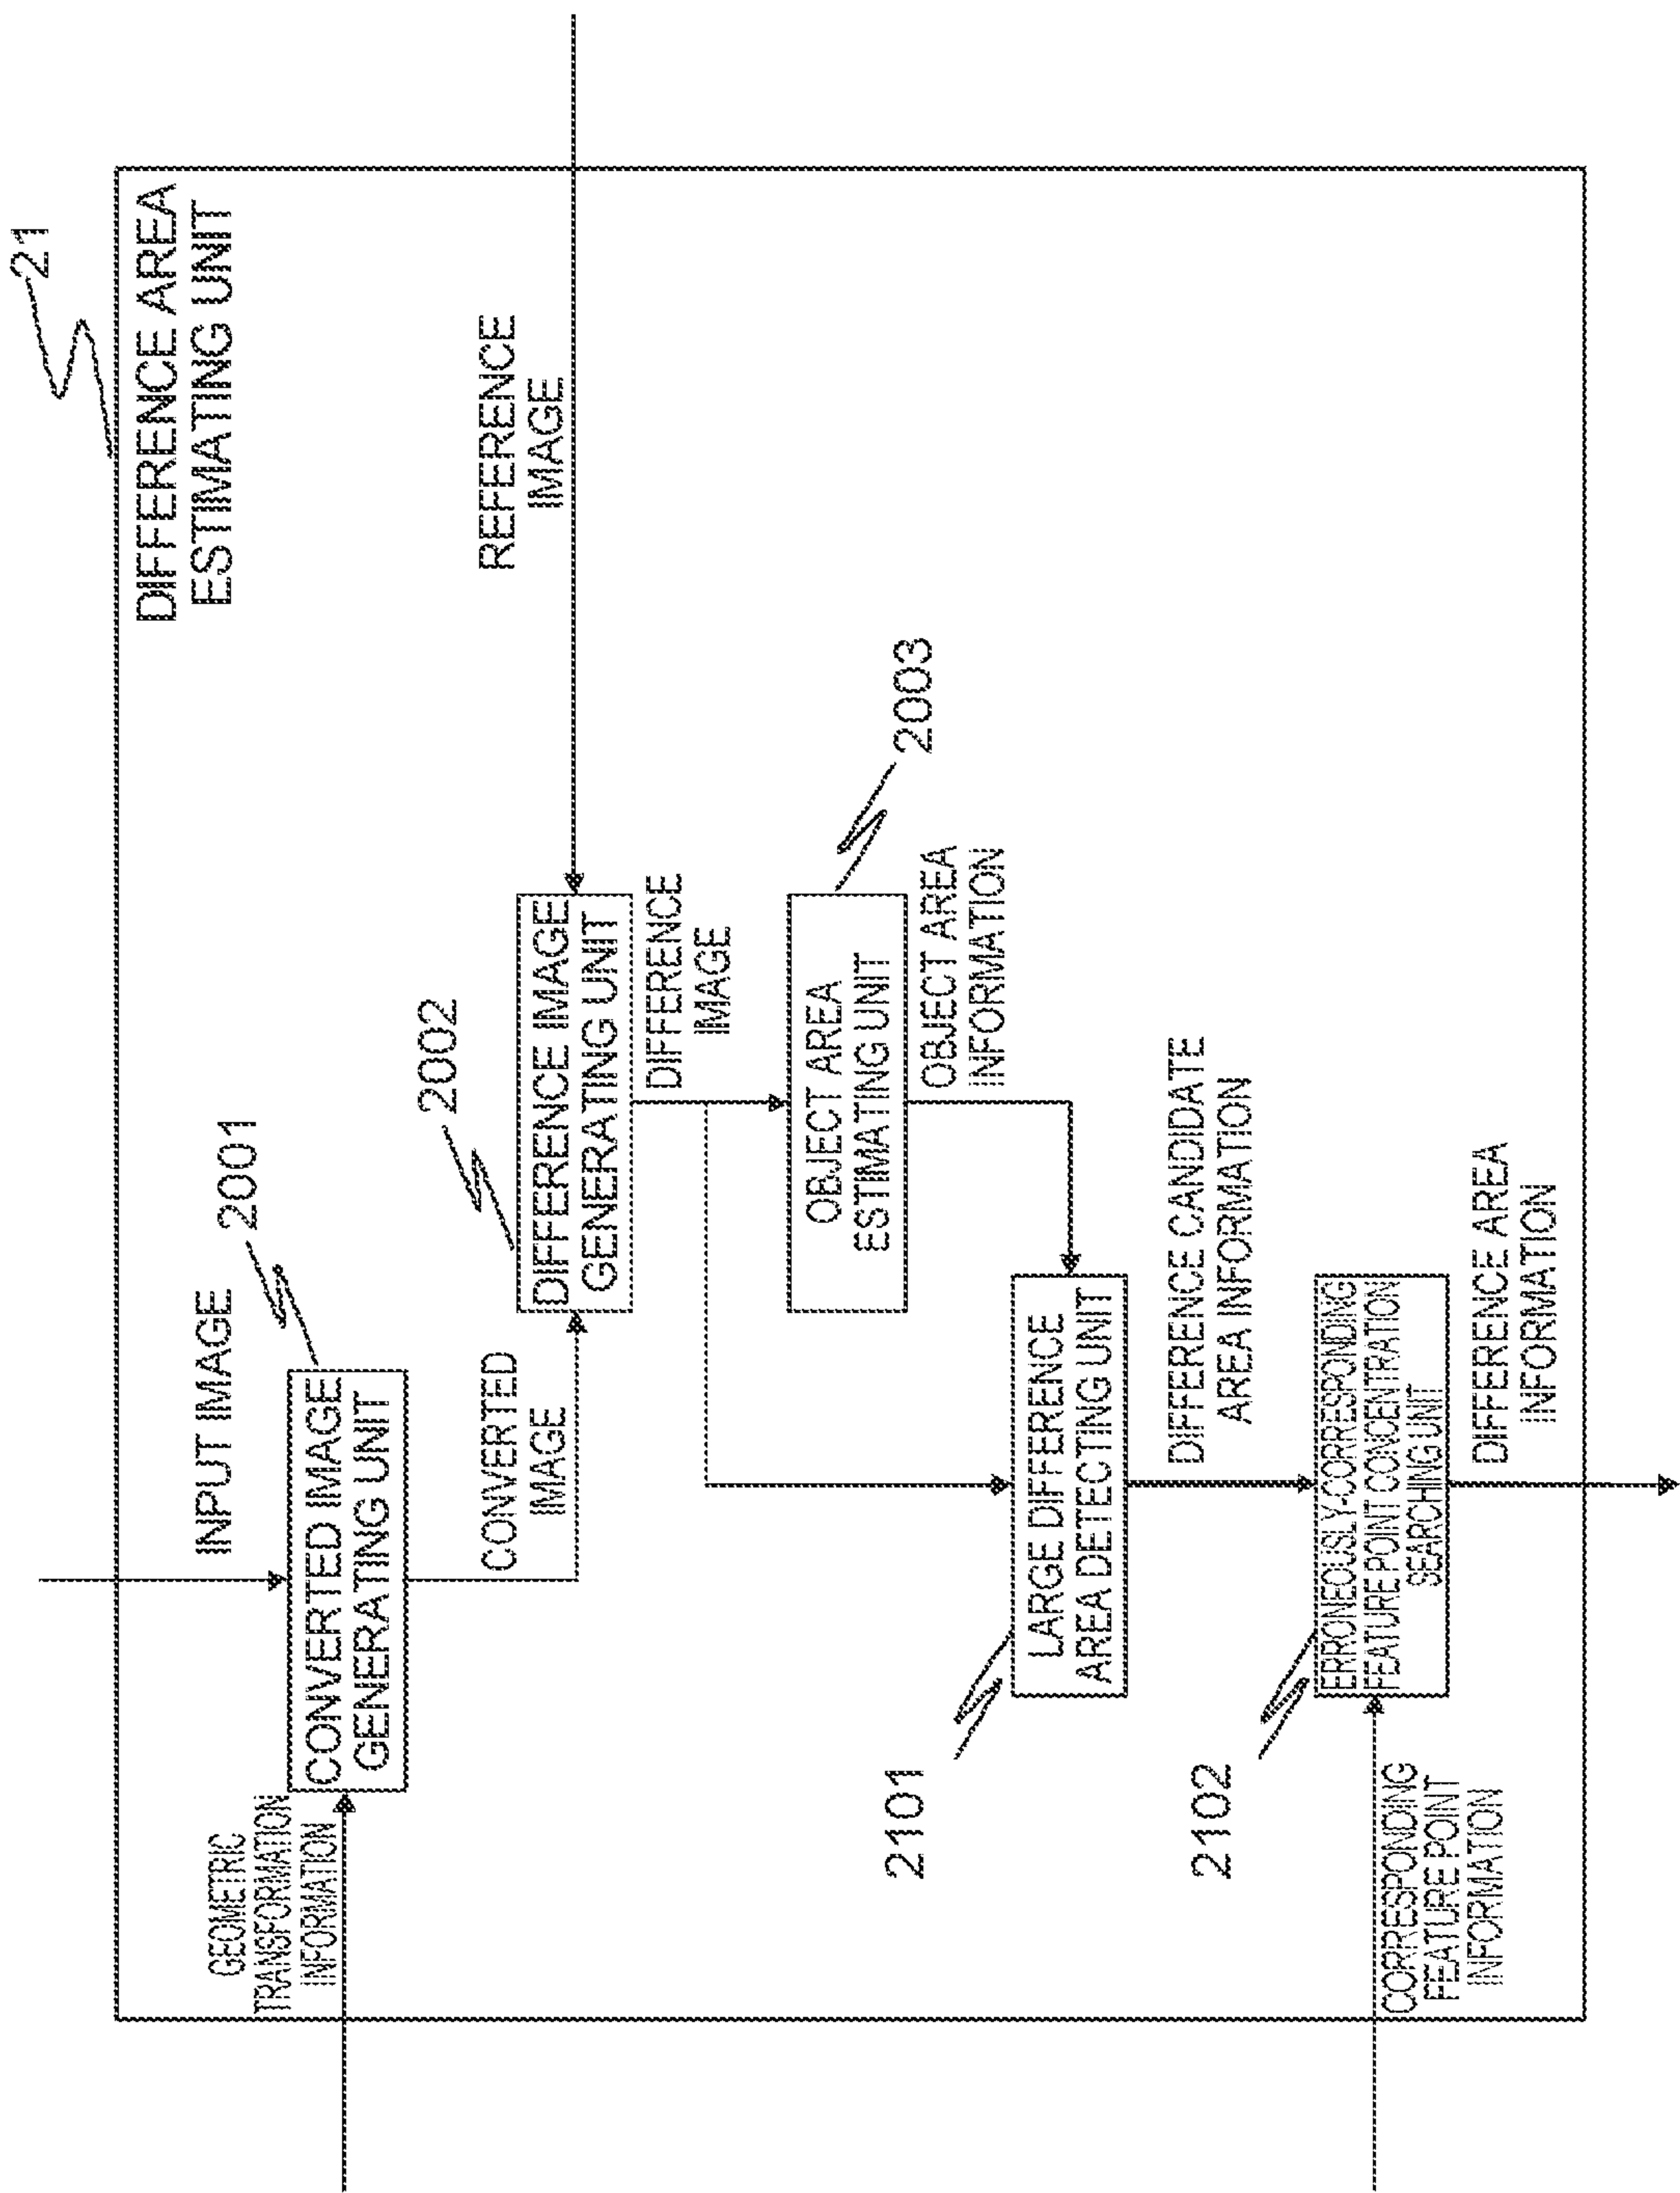 21
DIFFERENCE AREA
ESTIMATING UNIT
INPUT IMAGE
2001
GEOMETRIC
TRANSFORMATION
INFORMATION
CONVERTED IMAGE
GENERATING UNIT
CONVERTED
IMAGE
2002
REFERENCE
IMAGE
DIFFERENCE IMAGE
GENERATING UNIT
DIFFERENCE
IMAGE
2003
OBJECT AREA
ESTIMATING UNIT
OBJECT AREA
INFORMATION
2101
LARGE DIFFERENCE
AREA DETECTING UNIT
DIFFERENCE CANDIDATE
AREA INFORMATION
2102
CORRESPONDING
FEATURE POINT
INFORMATION
ERRONEOUSLY-CORRESPONDING
FEATURE POINT CONCENTRATION
SEARCHING UNIT
DIFFERENCE AREA
INFORMATION